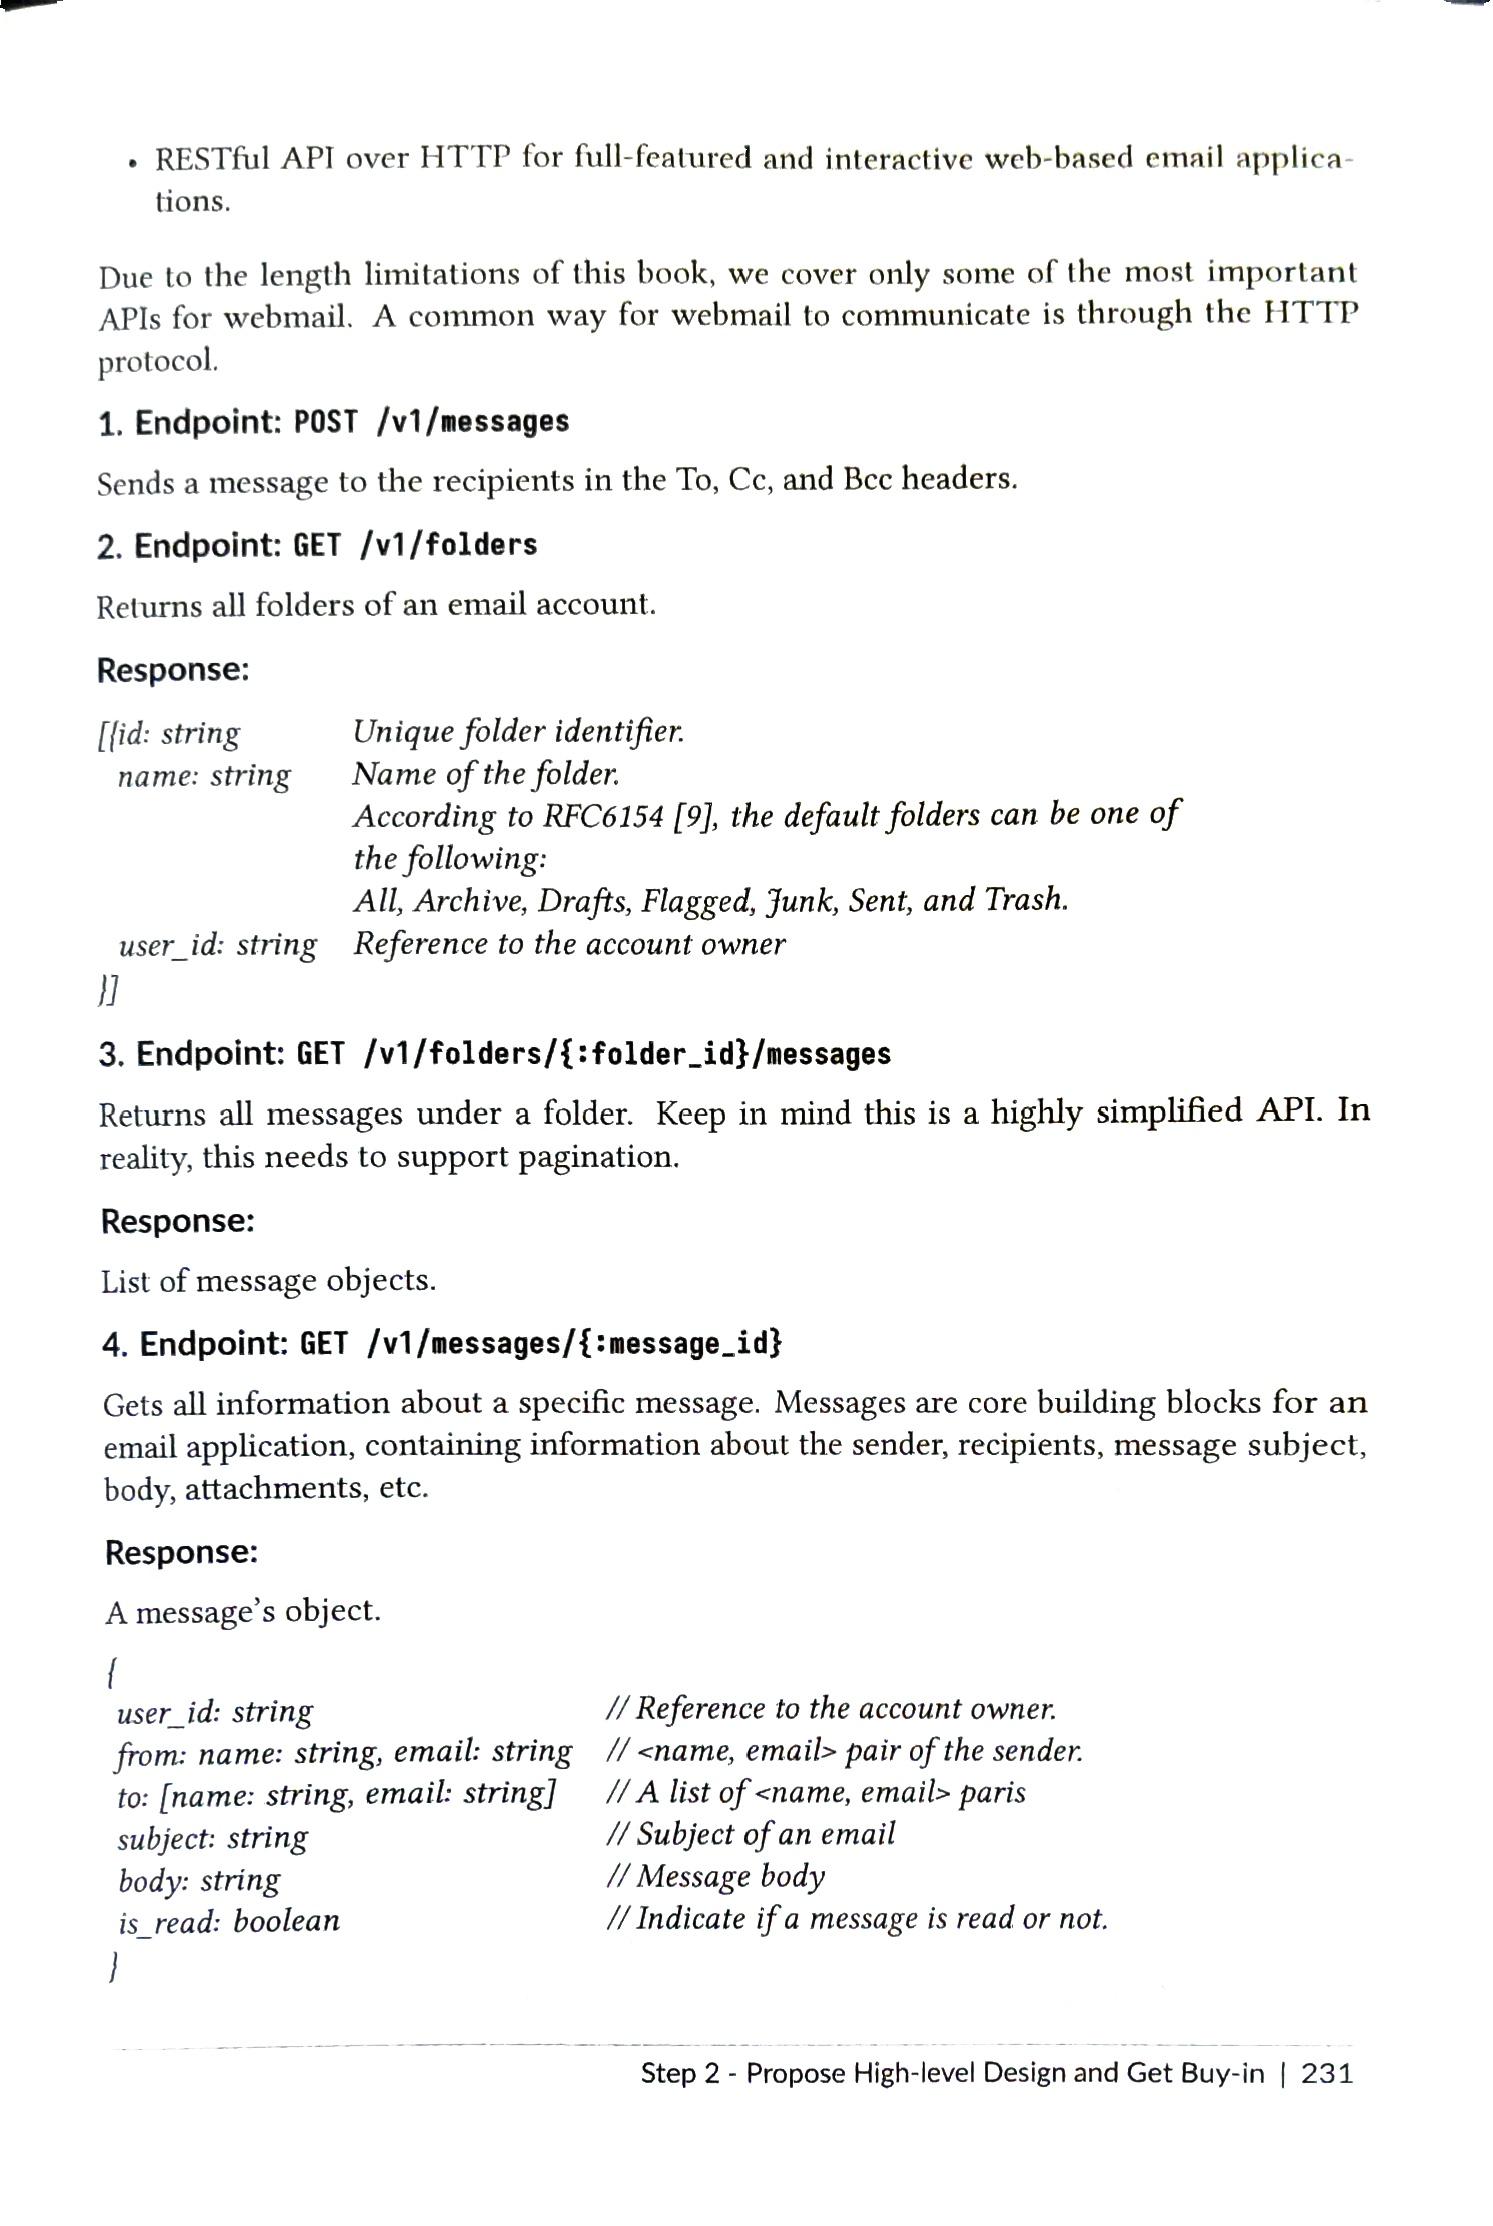 • RESTful API over HTTP for full-featured and interactive web-based email applica-
tions.
Due to the length limitations of this book, we cover only some of the most important
APIs for webmail. A common way for webmail to communicate is through the HTTP
protocol.
1. Endpoint: POST /v1/messages
Sends a message to the recipients in the To, Cc, and Bcc headers.
2. Endpoint: GET /v1/folders
Returns all folders of an email account.
Response:
[{id: string Unique folder identifier.
name: string Name of the folder.
According to RFC6154 [9], the default folders can be one of
the following:
All, Archive, Drafts, Flagged, Junk, Sent, and Trash.
user_id: string Reference to the account owner
}]
3. Endpoint: GET /v1/folders/{:folder_id}/messages
Returns all messages under a folder. Keep in mind this is a highly simplified API. In
reality, this needs to support pagination.
Response:
List of message objects.
4. Endpoint: GET /v1/messages/{:message_id}
Gets all information about a specific message. Messages are core building blocks for an
email application, containing information about the sender, recipients, message subject,
body, attachments, etc.
Response:
A message's object.
{
user_id: string // Reference to the account owner.
from: name: string, email: string // <name, email> pair of the sender.
to: [name: string, email: string] // A list of <name, email> paris
subject: string // Subject of an email
body: string // Message body
is_read: boolean // Indicate if a message is read or not.
}
Step 2 - Propose High-level Design and Get Buy-in | 231